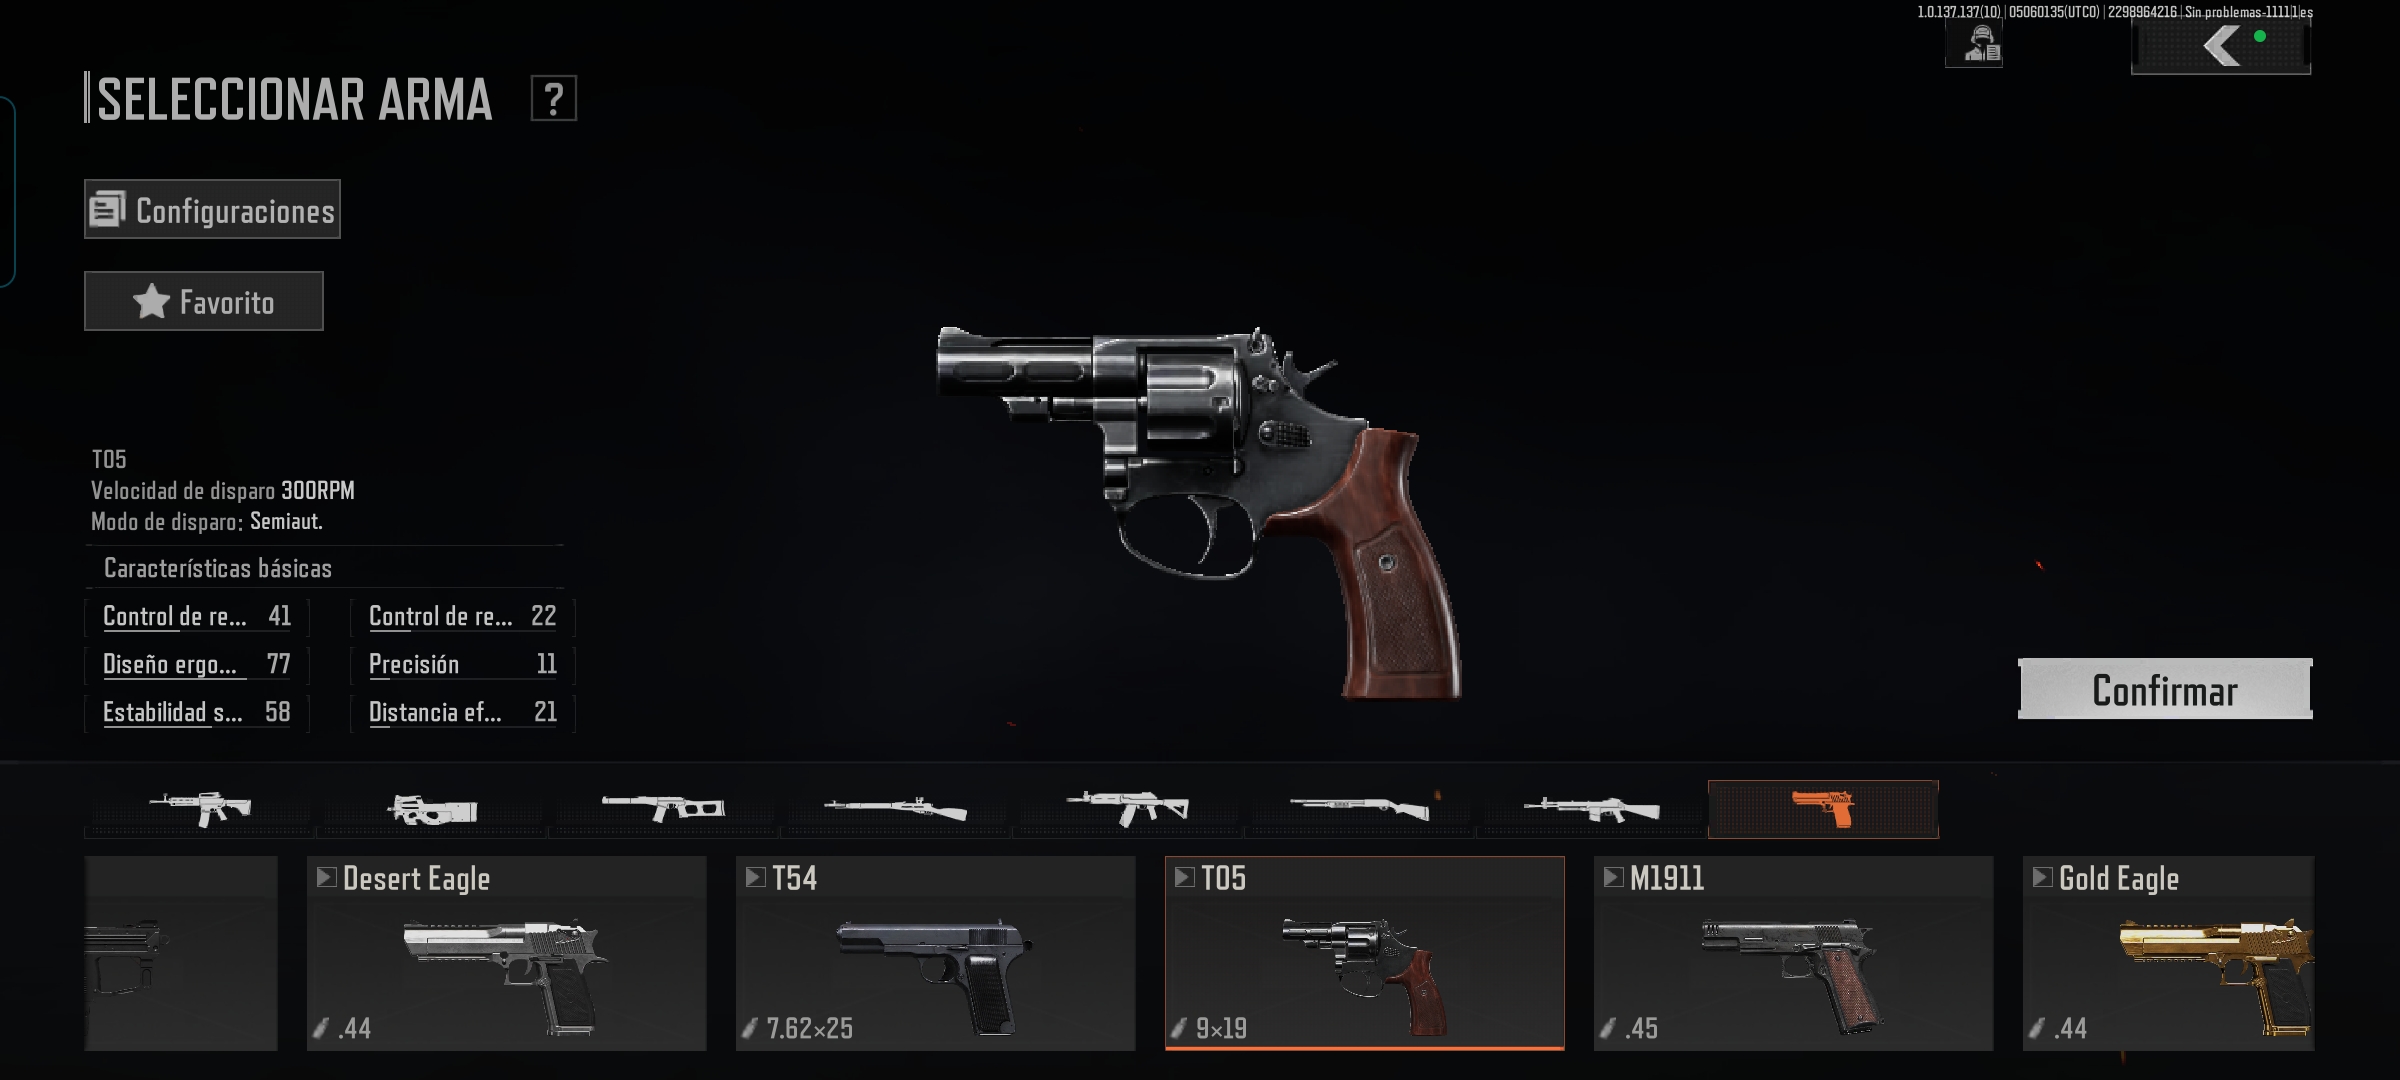 1.0.137.137(10) | 05060135(UTC0) | 2298964216 | Sin problemas-1111|1|es
SELECCIONAR ARMA ?
Configuraciones
Favorito
T05
Velocidad de disparo 300RPM
Modo de disparo: Semiaut.
Características básicas
Control de re... 41 Control de re... 22
Diseño ergo... 77 Precisión 11
Estabilidad s... 58 Distancia ef... 21
Confirmar
Desert Eagle T54 T05 M1911 Gold Eagle
.44 7.62×25 9×19 .45 .44